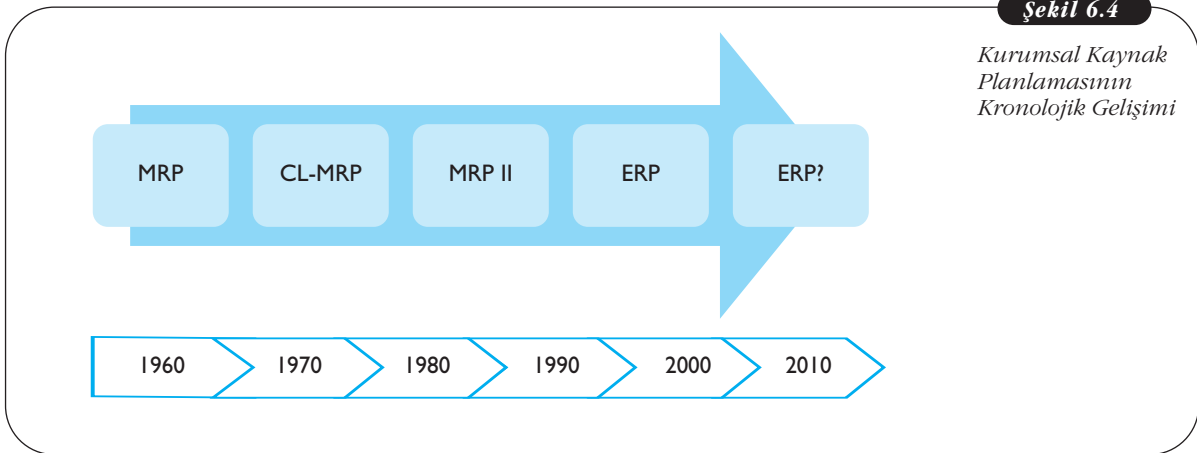 Şekil 6.4
Kurumsal Kaynak
Planlamasının
Kronolojik Gelişimi
MRP CL-MRP MRP II ERP ERP?
1960 1970 1980 1990 2000 2010